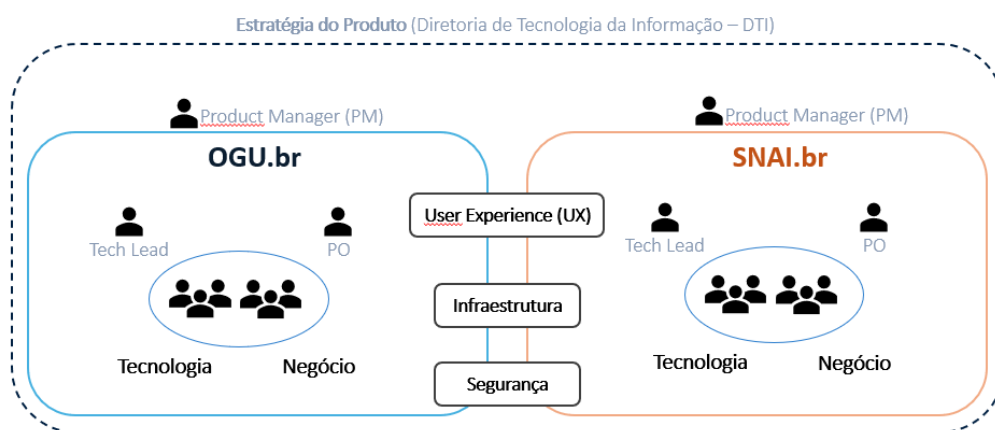 Estratégia do Produto (Diretoria de Tecnologia da Informação – DTI)
Product Manager (PM)
OGU.br
Tech Lead
PO
Tecnologia
Negócio
User Experience (UX)
Infraestrutura
Segurança
Product Manager (PM)
SNAI.br
Tech Lead
PO
Tecnologia
Negócio